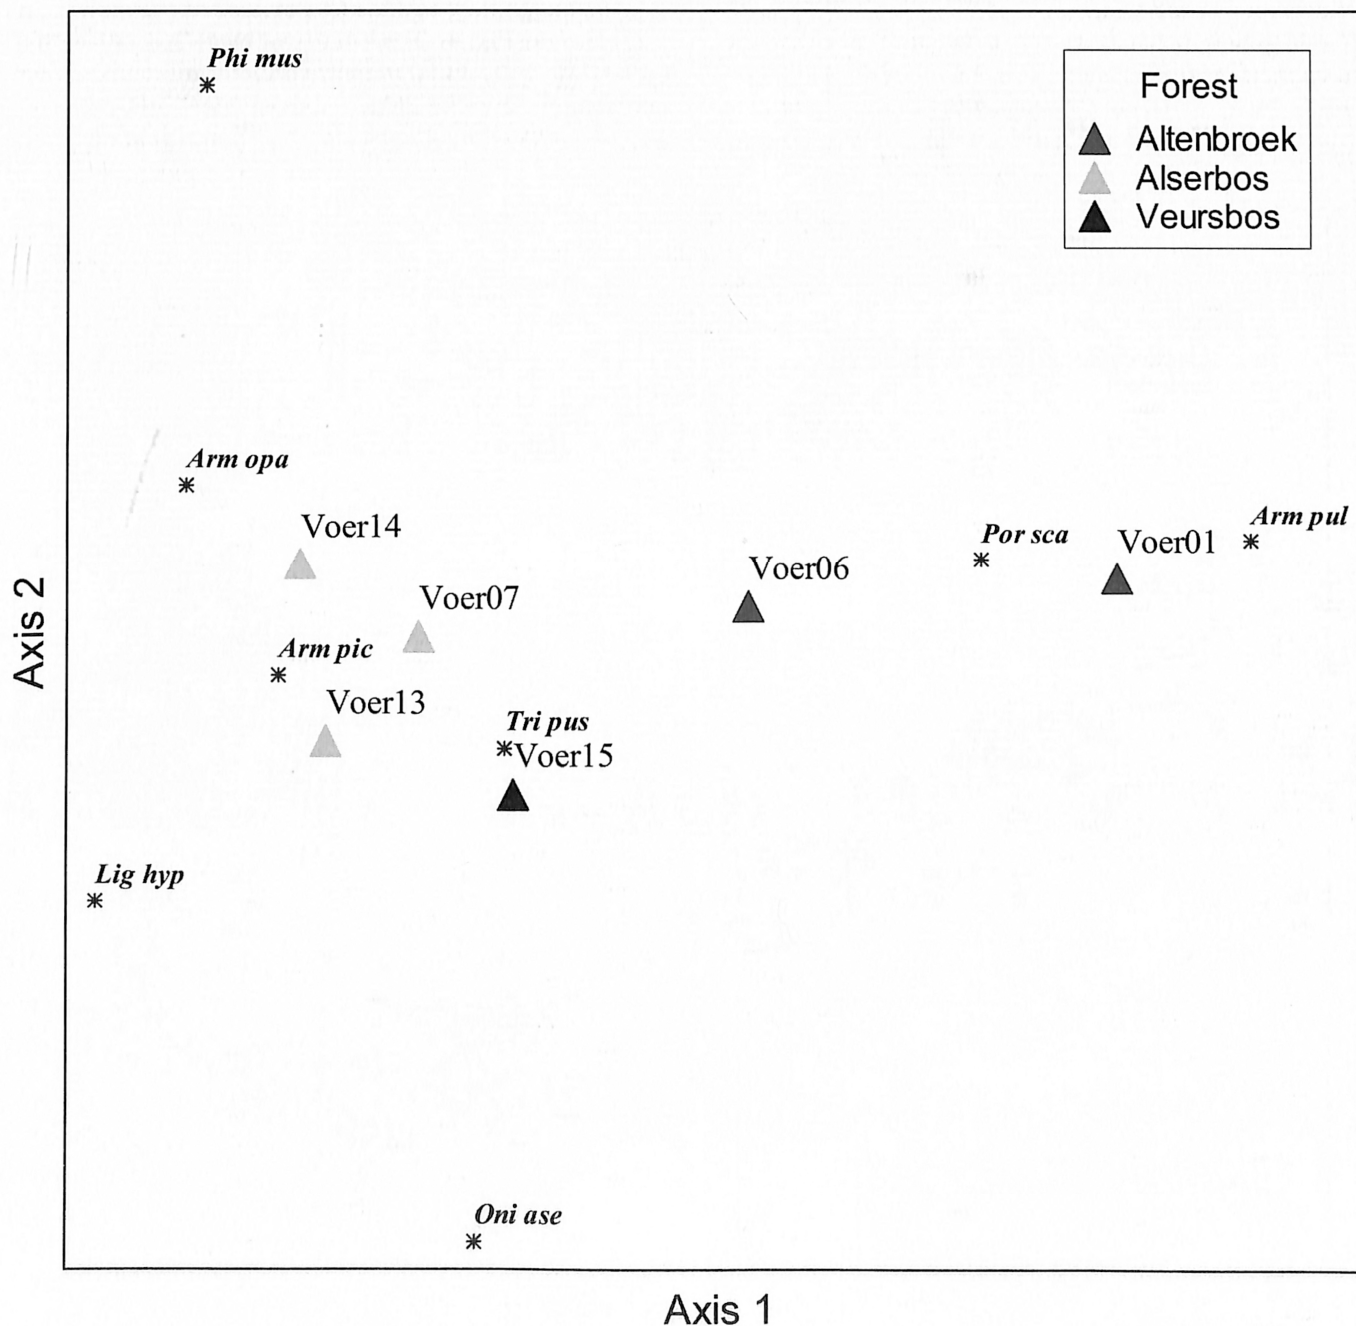 Phi mus
Forest
Altenbroek
Alserbos
Veursbos
Arm opa
Voer14
Por sca
Voer01
Arm pul
Voer06
Voer07
Arm pic
Voer13
Tri pus
Voer15
Lig hyp
Oni ase
Axis 2
Axis 1